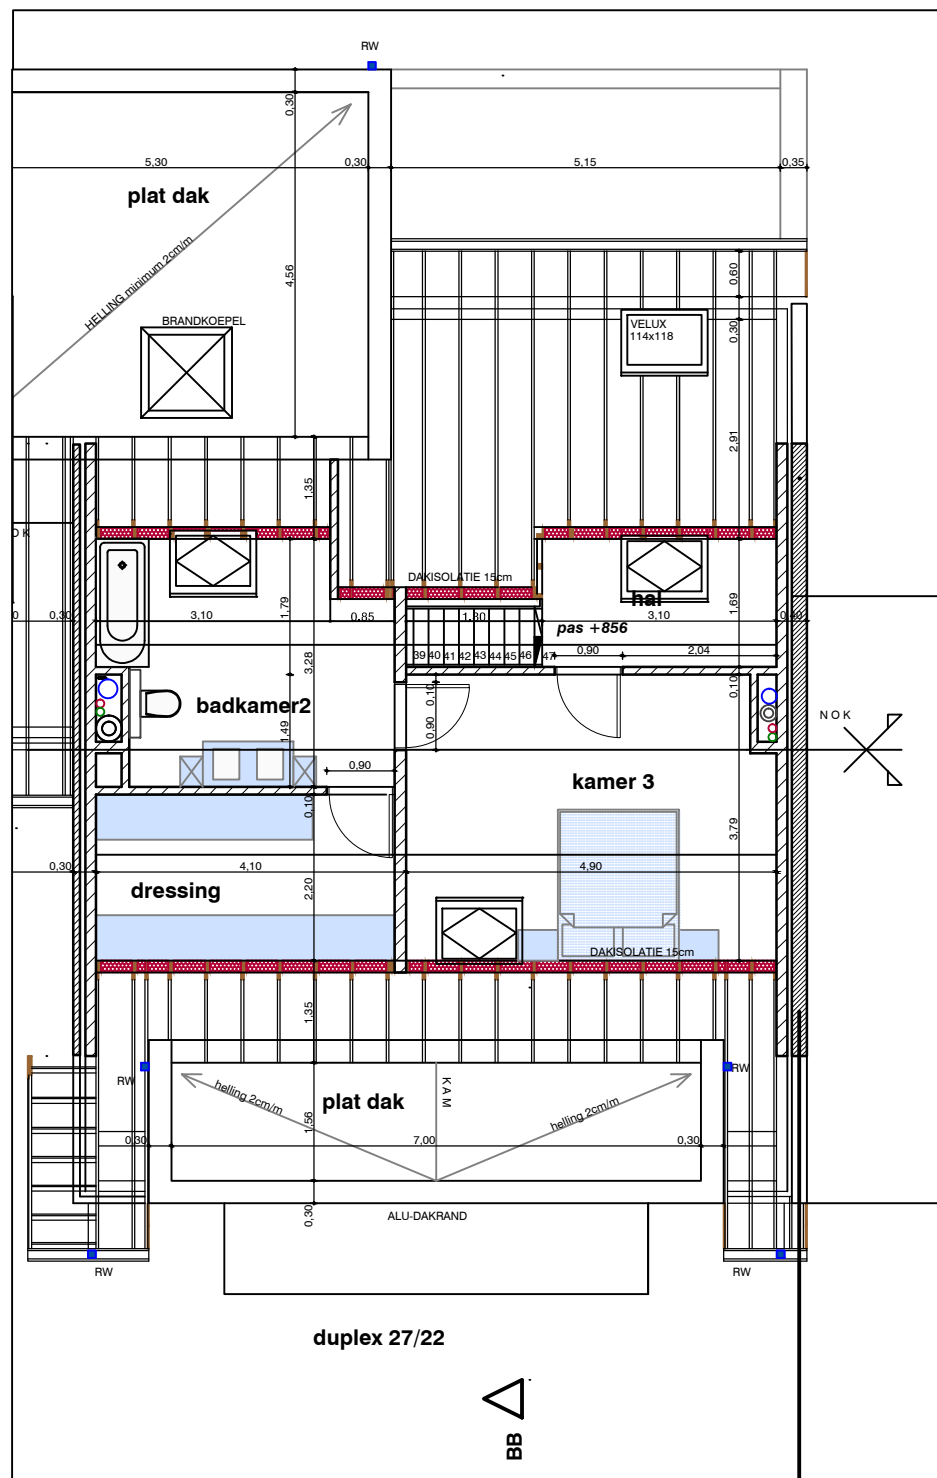 RW
0,30
5,30
0,30
5,15
0,35
plat dak
HELLING minimum 2cm/m
4,56
0,60
BRANDKOEPEL
VELUX
114x118
0,30
2,91
1,35
O K
DAKISOLATIE 15cm
hal
0,30
3,10
1,79
0,85
1,80
pas +856
3,10
1,69
0,40
39 40 41 42 43 44 45 46 47
0,90
2,04
3,28
0,10
0,10
badkamer2
1,49
0,90
N O K
0,90
kamer 3
0,10
3,79
0,30
4,10
4,90
dressing
2,20
DAKISOLATIE 15cm
1,35
RW
RW
helling 2cm/m
K A M
plat dak
helling 2cm/m
1,56
0,30
7,00
0,30
0,30
ALU-DAKRAND
RW
RW
duplex 27/22
BB